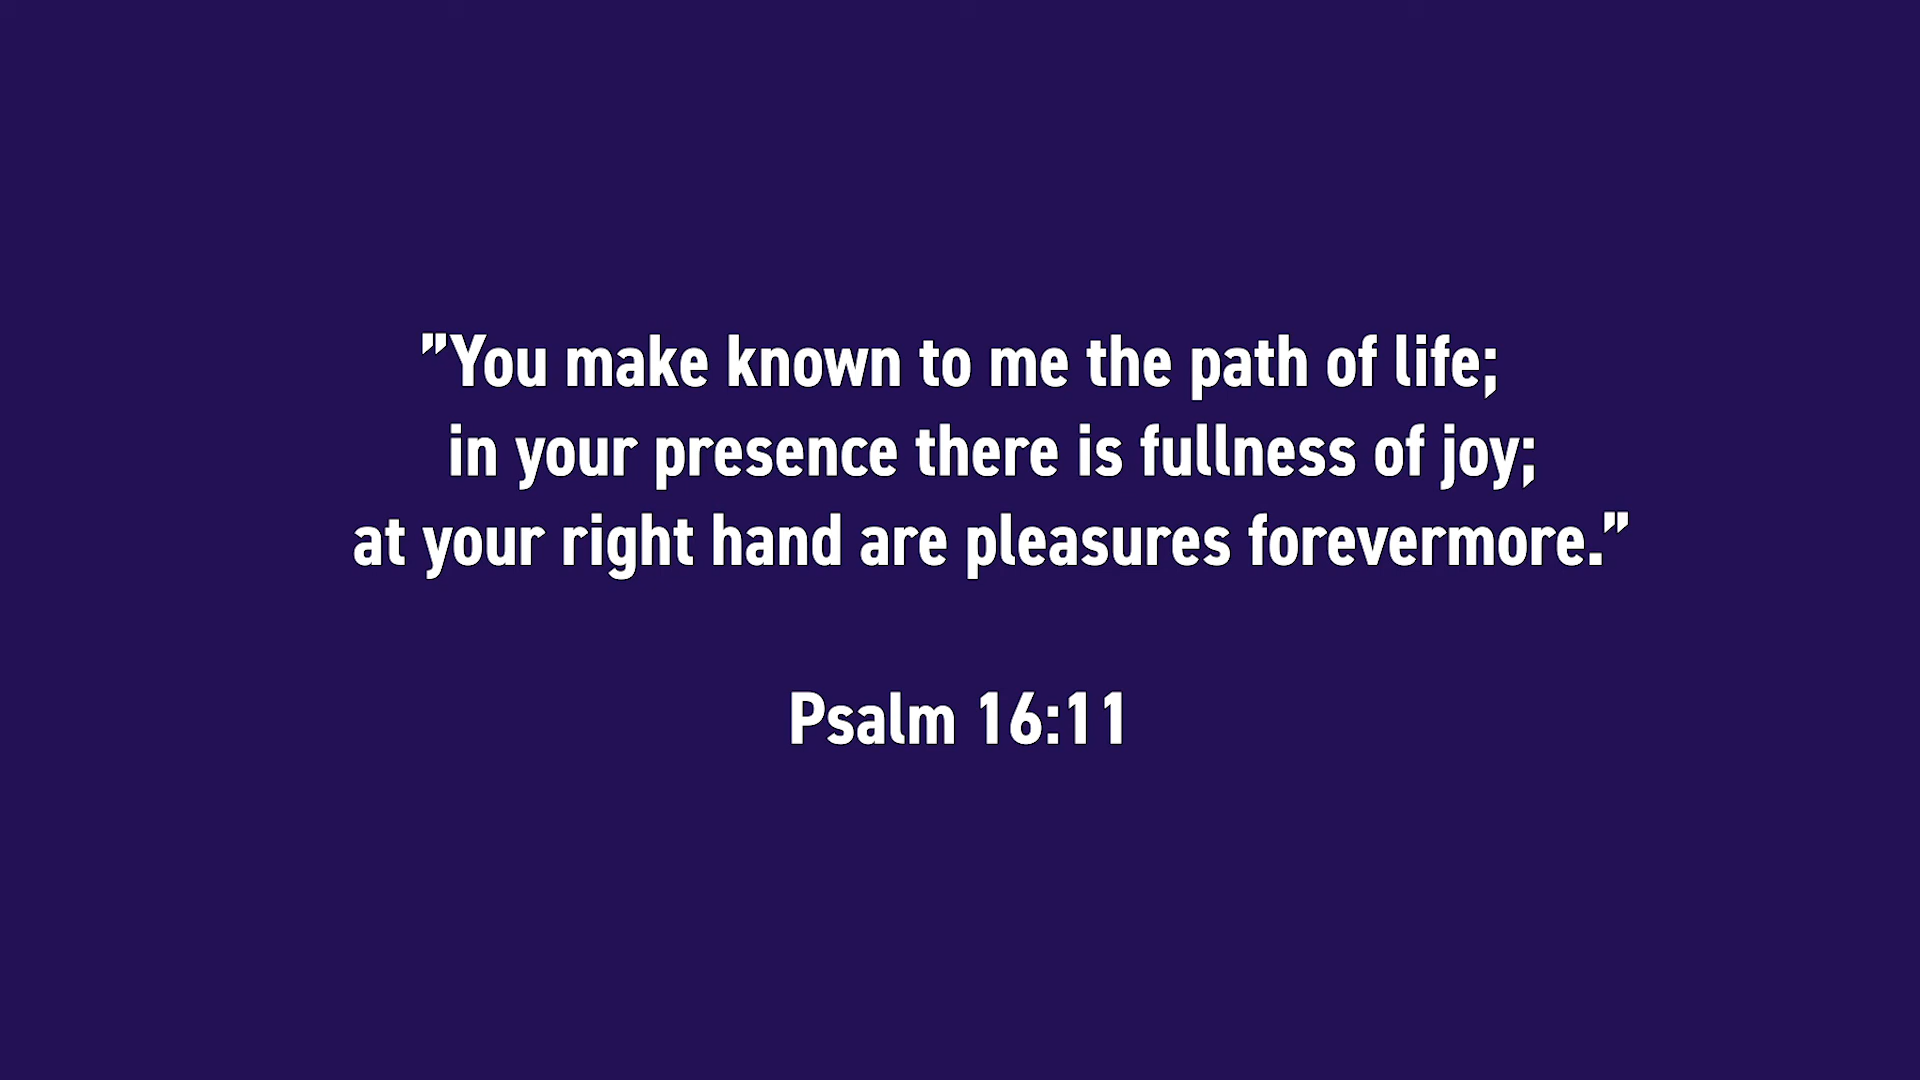 ”You make known to me the path of life;
in your presence there is fullness of joy;
at your right hand are pleasures forevermore.”
Psalm 16:11